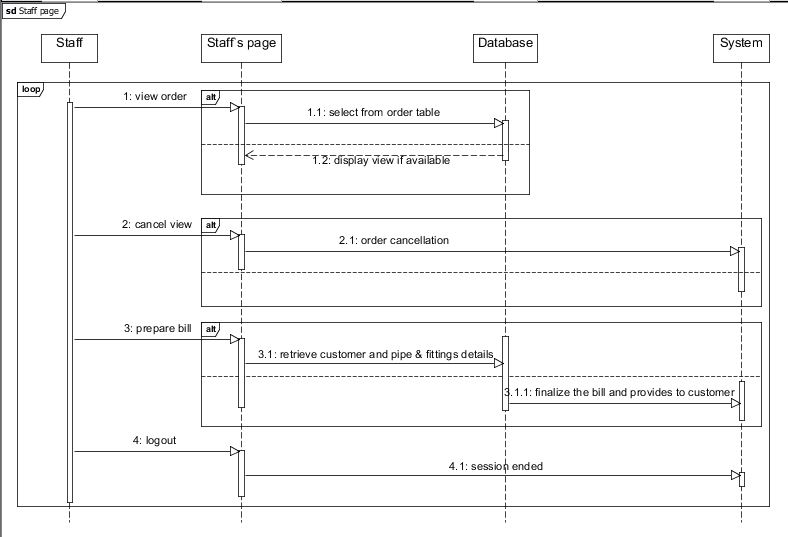 sd Staff page
Staff
Staff's page
Database
System
loop
1: view order
alt
1.1: select from order table
1.2: display view if available
2: cancel view
alt
2.1: order cancellation
3: prepare bill
alt
3.1: retrieve customer and pipe & fittings details
3.1.1: finalize the bill and provides to customer
4: logout
4.1: session ended